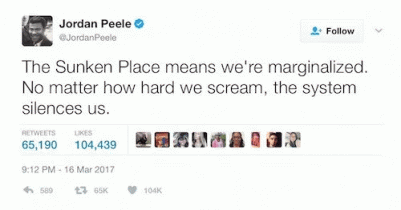 Jordan Peele
@JordanPeele
Follow
The Sunken Place means we're marginalized.
No matter how hard we scream, the system
silences us.
RETWEETS LIKES
65,190 104,439
9:12 PM - 16 Mar 2017
589 65K 104K